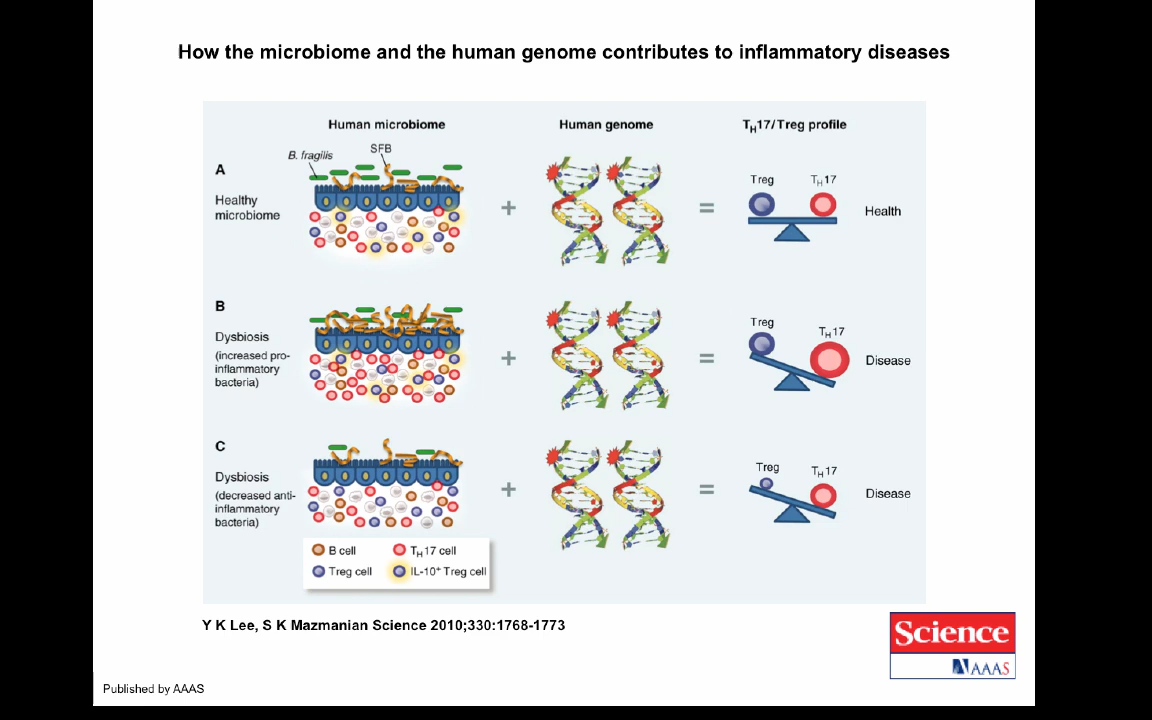 How the microbiome and the human genome contributes to inflammatory diseases
Human microbiome
Human genome
TH17/Treg profile
B. fragilis
SFB
A
Healthy
microbiome
+
=
Treg
TH17
Health
B
Dysbiosis
(increased pro-
inflammatory
bacteria)
+
=
Treg
TH17
Disease
C
Dysbiosis
(decreased anti-
inflammatory
bacteria)
+
=
Treg
TH17
Disease
B cell
TH17 cell
Treg cell
IL-10+ Treg cell
Y K Lee, S K Mazmanian Science 2010;330:1768-1773
Science
AAAS
Published by AAAS